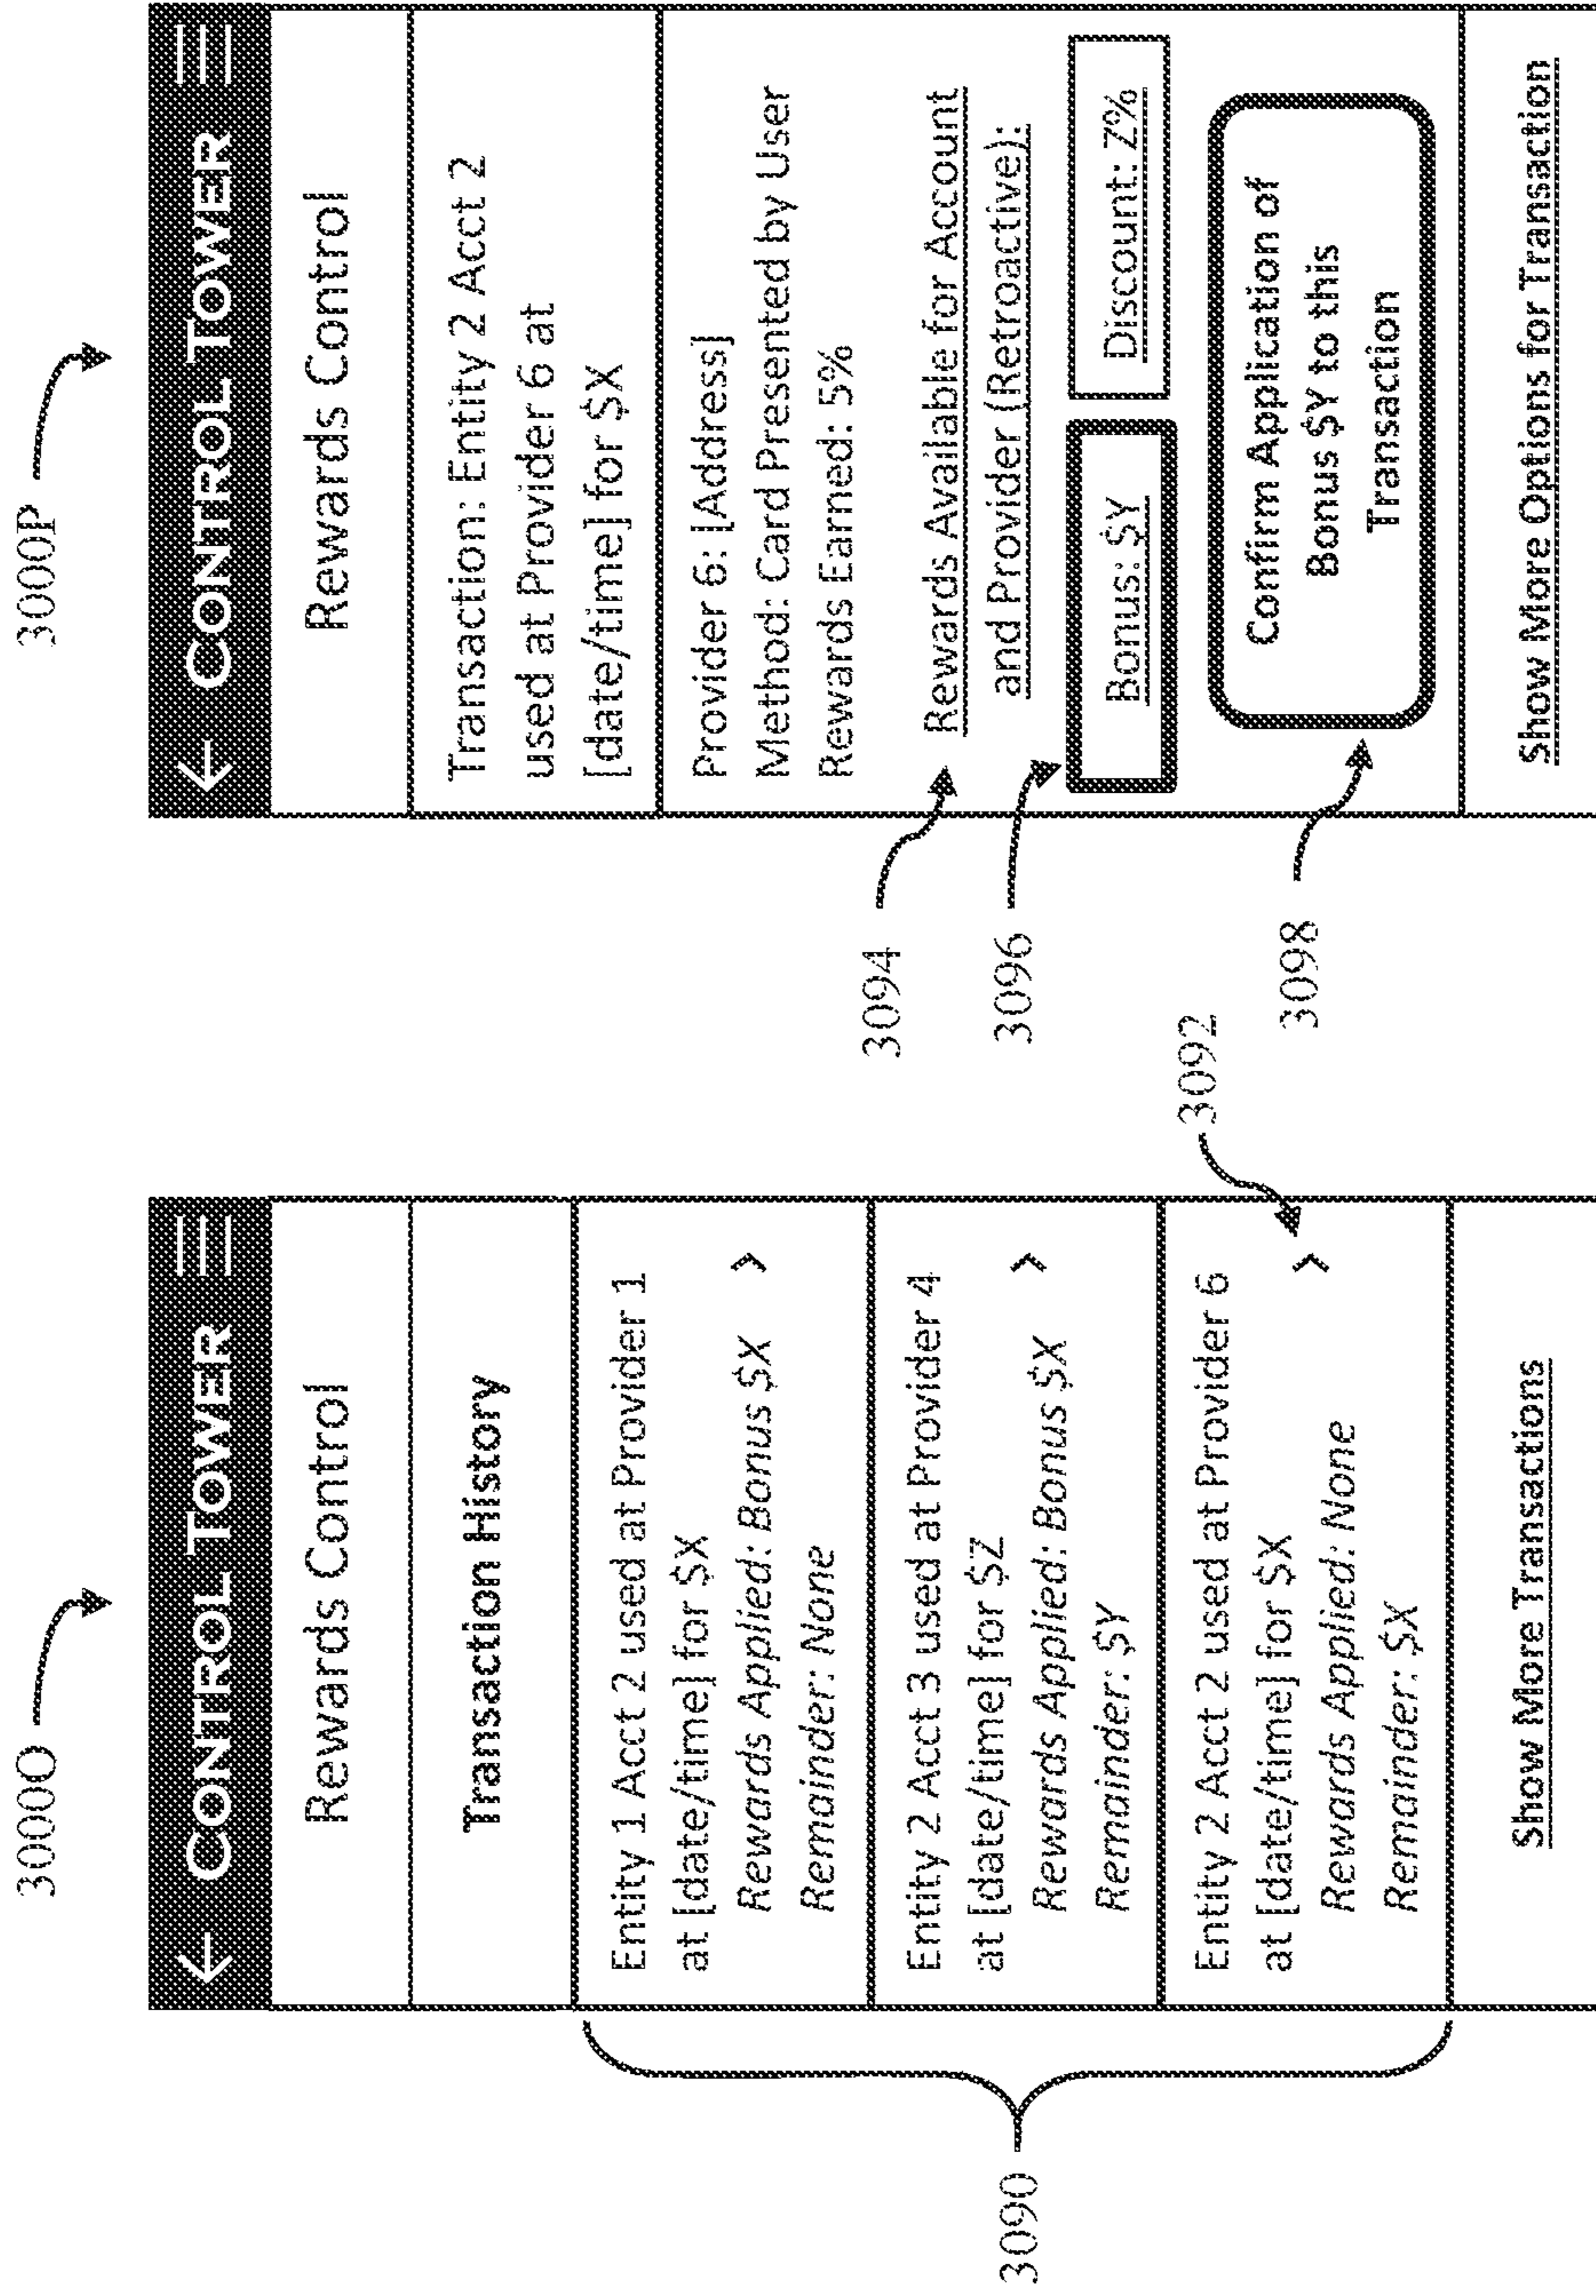 3000O
← CONTROL TOWER
Rewards Control
Transaction History
Entity 1 Acct 2 used at Provider 1
at [date/time] for $X
Rewards Applied: Bonus $X
Remainder: None
Entity 2 Acct 3 used at Provider 4
at [date/time] for $Z
Rewards Applied: Bonus $X
Remainder: $Y
Entity 2 Acct 2 used at Provider 6
at [date/time] for $X
Rewards Applied: None
Remainder: $X
Show More Transactions
3090
3092
3000P
← CONTROL TOWER
Rewards Control
Transaction: Entity 2 Acct 2
used at Provider 6 at
[date/time] for $X
Provider 6: [Address]
Method: Card Presented by User
Rewards Earned: 5%
Rewards Available for Account
and Provider (Retroactive):
Bonus: $Y
Discount: Z%
Confirm Application of
Bonus $Y to this
Transaction
Show More Options for Transaction
3094
3096
3098